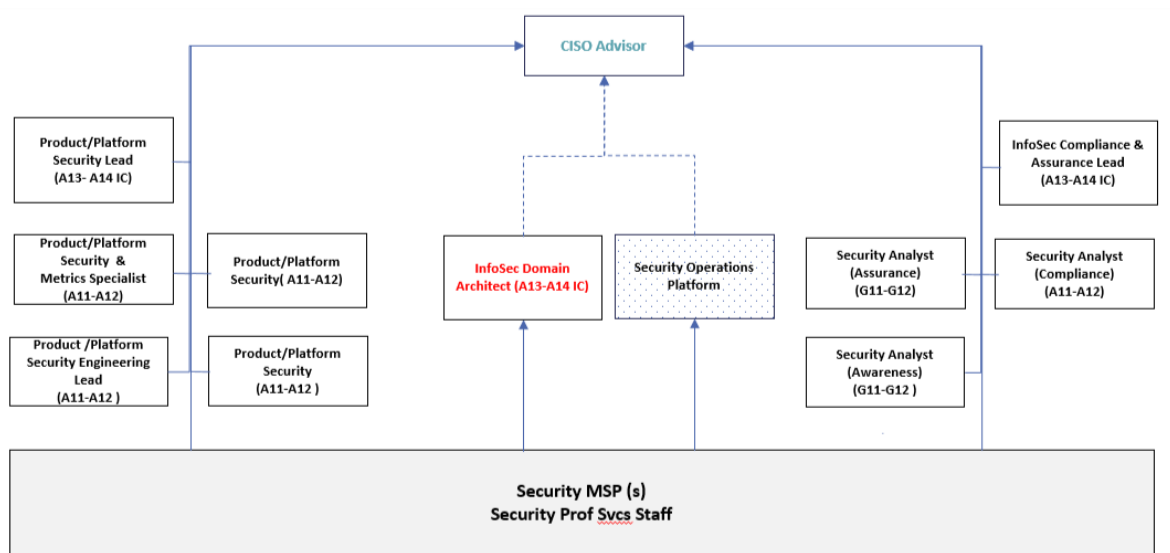 CISO Advisor
Product/Platform
Security Lead
(A13- A14 IC)
InfoSec Compliance &
Assurance Lead
(A13-A14 IC)
Product/Platform
Security  &
Metrics Specialist
(A11-A12)
Product/Platform
Security( A11-A12)
InfoSec Domain
Architect (A13-A14 IC)
Security Operations
Platform
Security Analyst
(Assurance)
(G11-G12)
Security Analyst
(Compliance)
(A11-A12)
Product /Platform
Security Engineering
Lead
(A11-A12 )
Product/Platform
Security
(A11-A12 )
Security Analyst
(Awareness)
(G11-G12 )
Security MSP (s)
Security Prof Svcs Staff